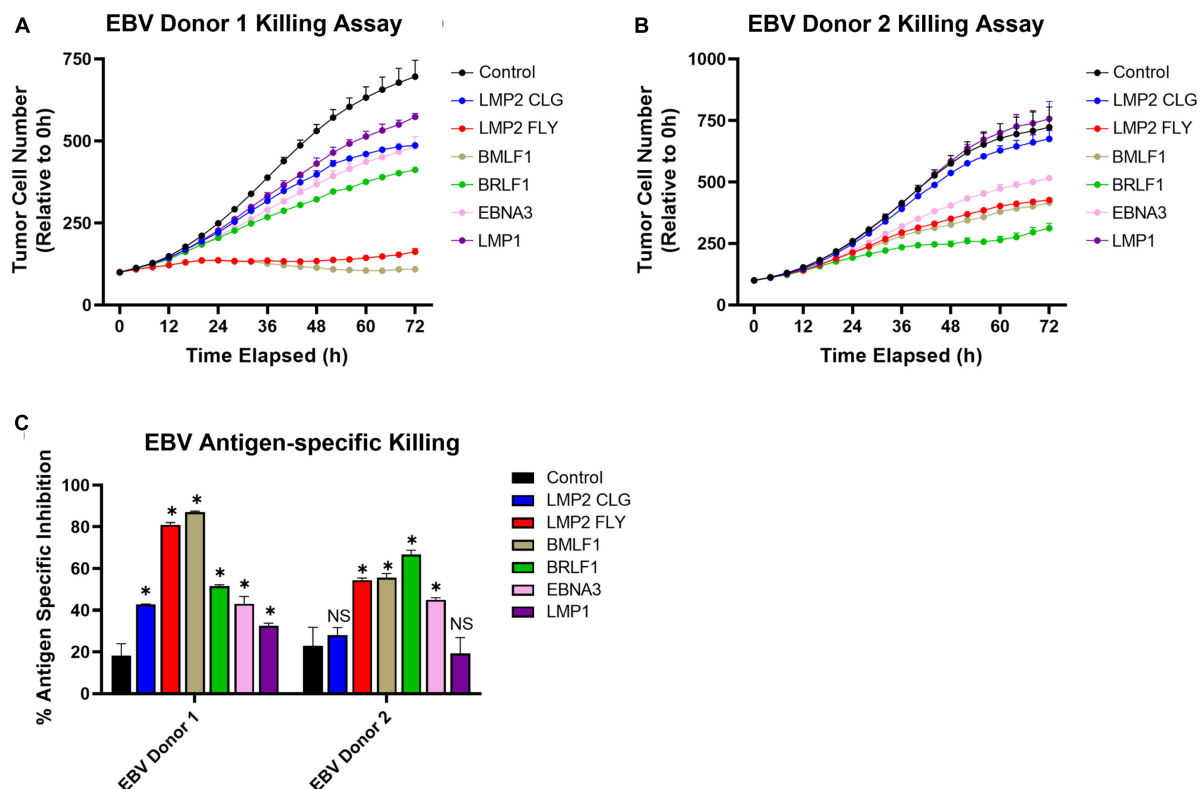 A
EBV Donor 1 Killing Assay
Tumor Cell Number
(Relative to 0h)
750
500
250
0
0 12 24 36 48 60 72
Time Elapsed (h)
Control
LMP2 CLG
LMP2 FLY
BMLF1
BRLF1
EBNA3
LMP1
B
EBV Donor 2 Killing Assay
Tumor Cell Number
(Relative to 0h)
1000
750
500
250
0
0 12 24 36 48 60 72
Time Elapsed (h)
Control
LMP2 CLG
LMP2 FLY
BMLF1
BRLF1
EBNA3
LMP1
C
EBV Antigen-specific Killing
% Antigen Specific Inhibition
100
80
60
40
20
0
* * * * * *
NS * * * * NS
EBV Donor 1
EBV Donor 2
Control
LMP2 CLG
LMP2 FLY
BMLF1
BRLF1
EBNA3
LMP1